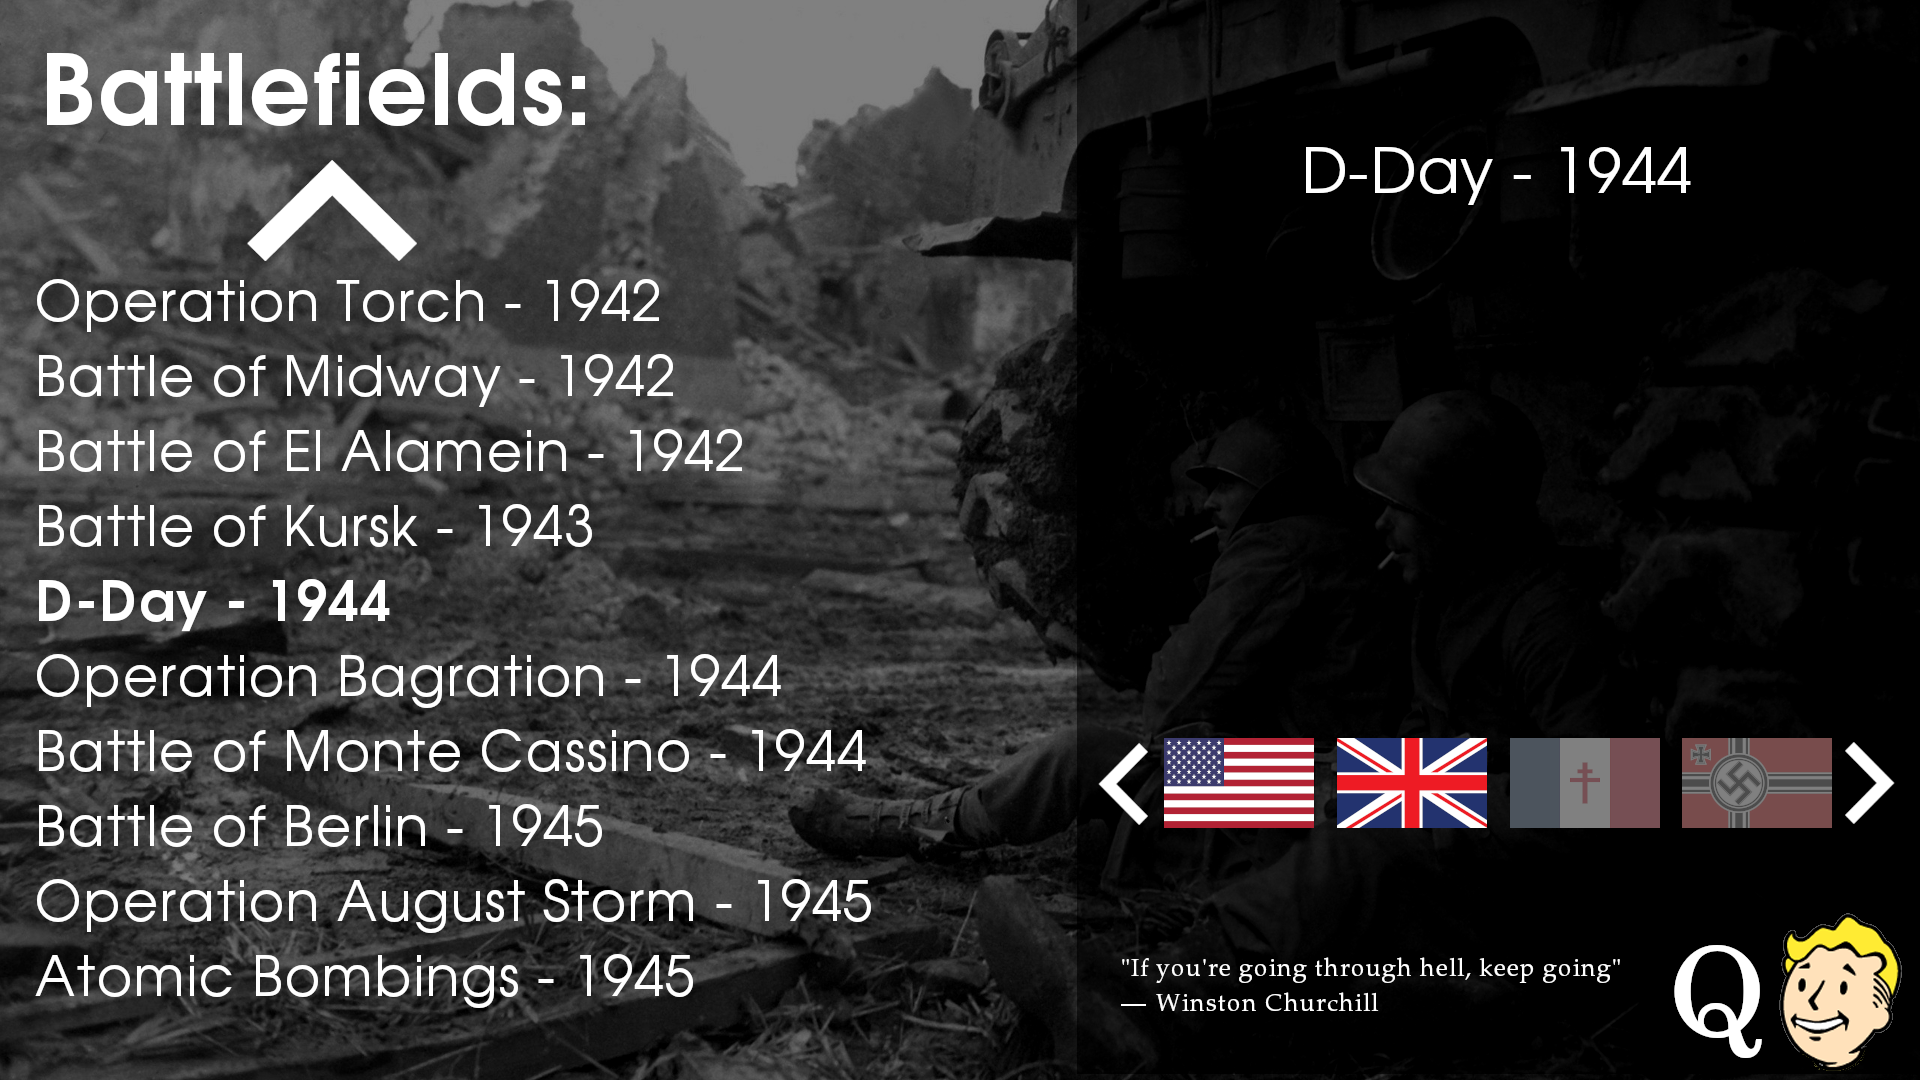 Battlefields:
Operation Torch - 1942
Battle of Midway - 1942
Battle of El Alamein - 1942
Battle of Kursk - 1943
D-Day - 1944
Operation Bagration - 1944
Battle of Monte Cassino - 1944
Battle of Berlin - 1945
Operation August Storm - 1945
Atomic Bombings - 1945
D-Day - 1944
"If you're going through hell, keep going"
— Winston Churchill
Q